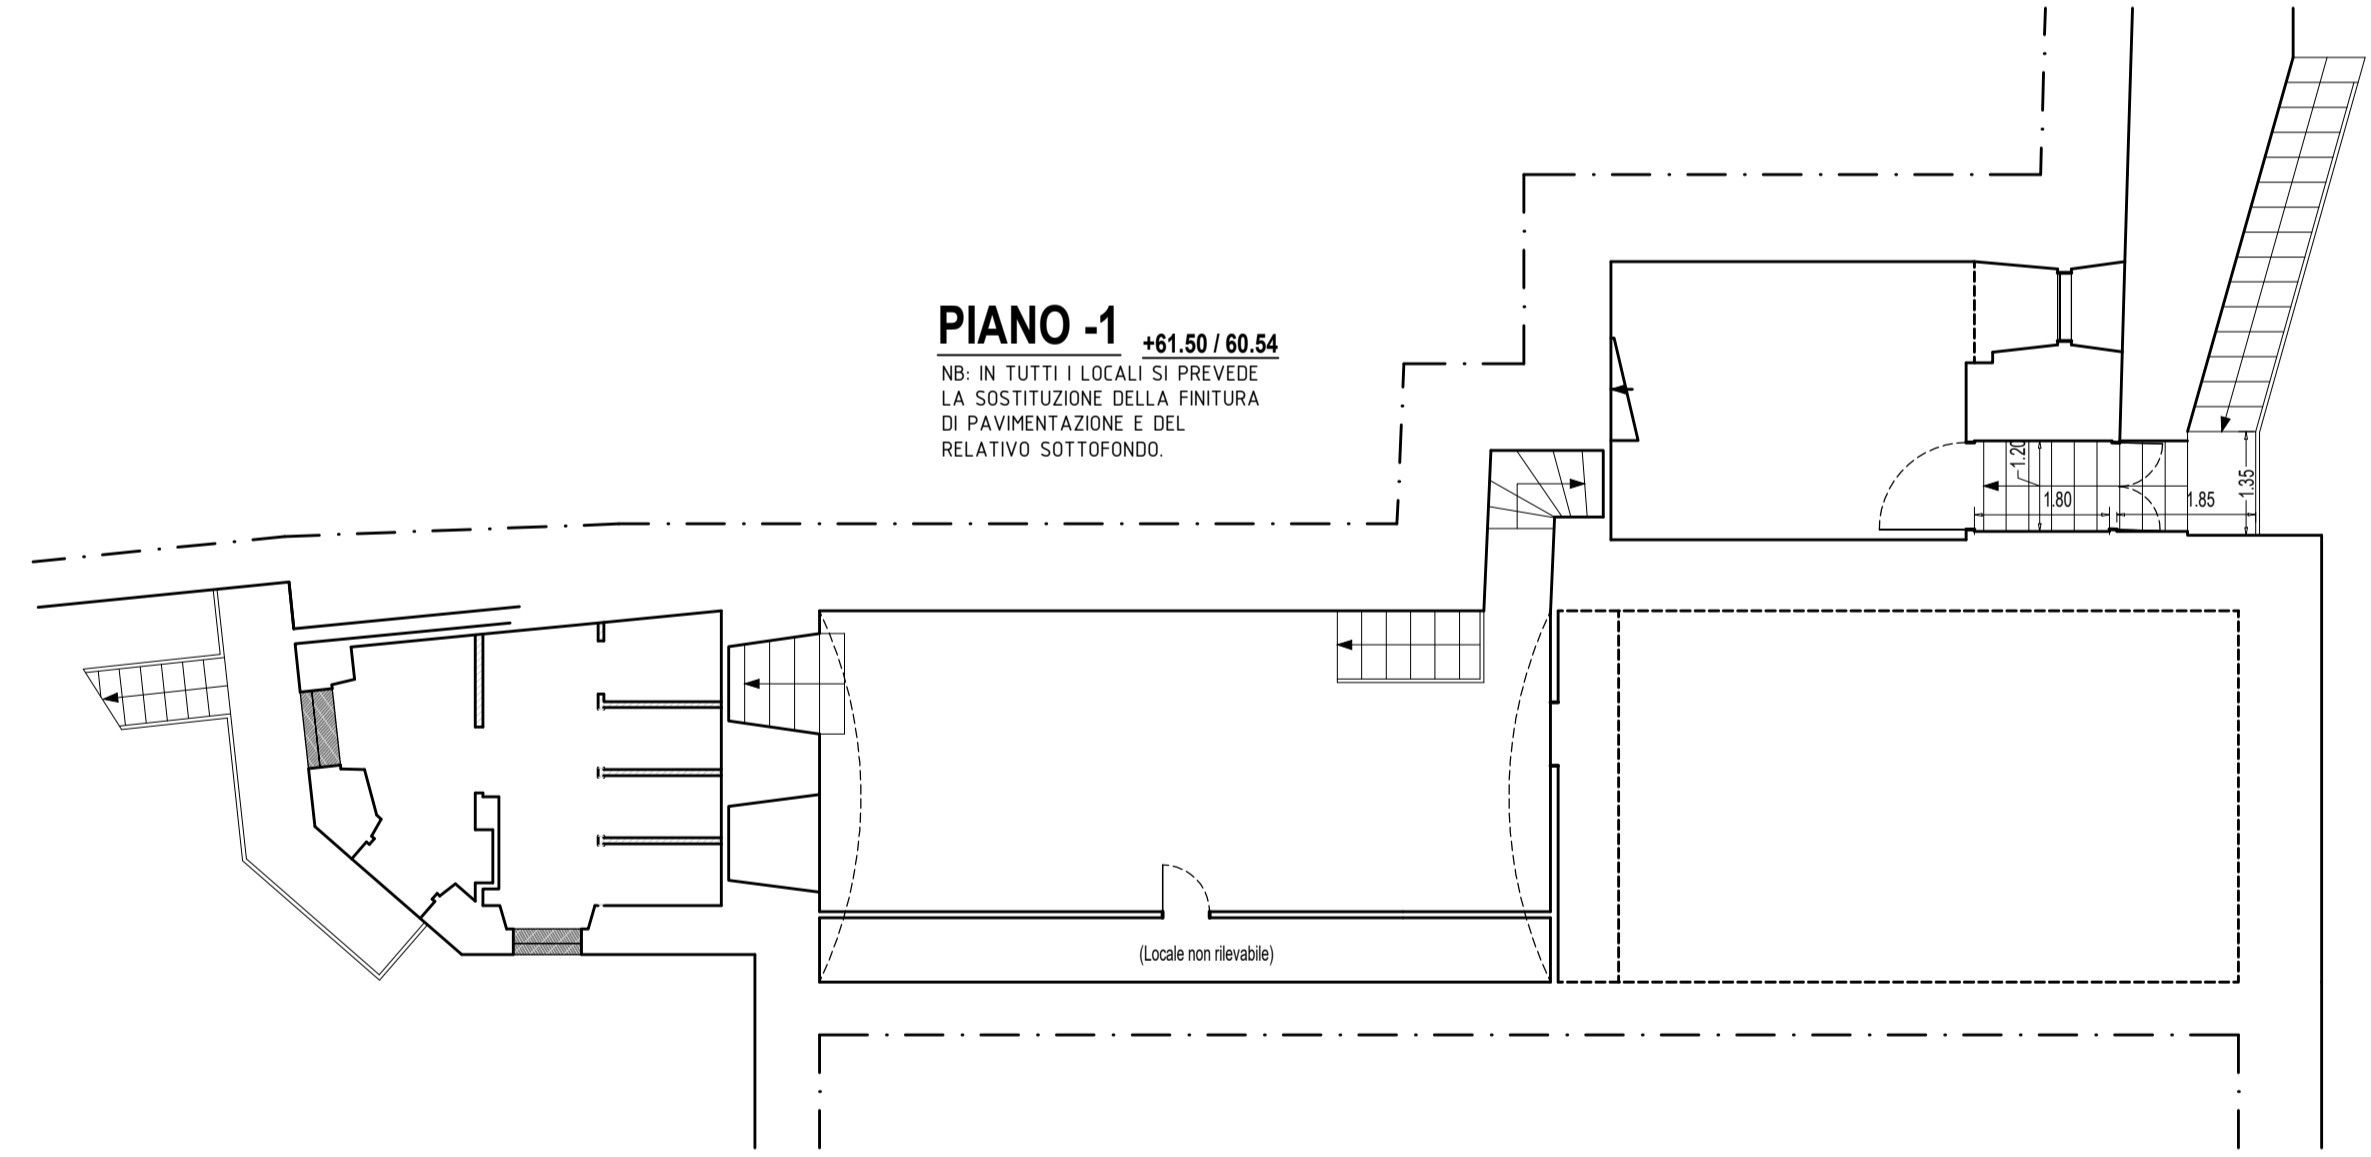 PIANO -1 +61.50 / 60.54
NB: IN TUTTI I LOCALI SI PREVEDE
LA SOSTITUZIONE DELLA FINITURA
DI PAVIMENTAZIONE E DEL
RELATIVO SOTTOFONDO.
1.20
1.80
1.85
1.35
(Locale non rilevabile)